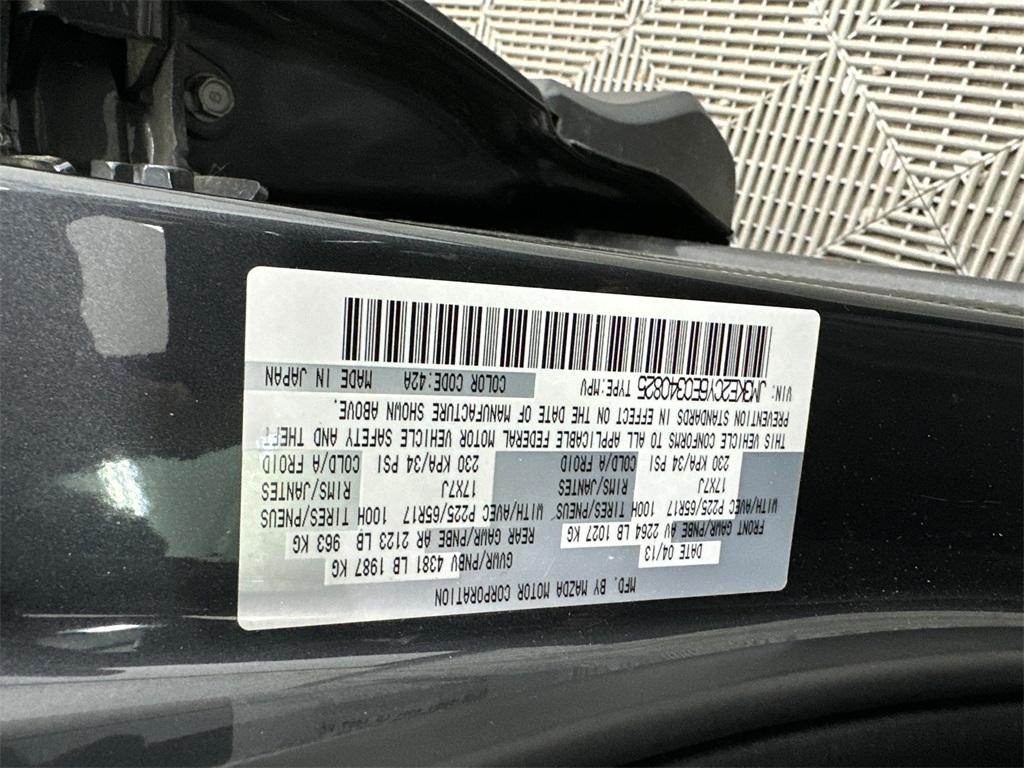 MFD. BY MAZDA MOTOR CORPORATION
DATE 04/13 GVWR/PNBV 4381 LB 1987 KG
FRONT GAWR/PNBE AV 2264 LB 1027 KG REAR GAWR/PNBE AR 2123 LB 963 KG
WITH/AVEC P225/65R17 100H TIRES/PNEUS WITH/AVEC P225/65R17 100H TIRES/PNEUS
17X7J RIMS/JANTES 17X7J RIMS/JANTES
230 KPA/34 PSI COLD/A FROID 230 KPA/34 PSI COLD/A FROID
THIS VEHICLE CONFORMS TO ALL APPLICABLE FEDERAL MOTOR VEHICLE SAFETY AND THEFT
PREVENTION STANDARDS IN EFFECT ON THE DATE OF MANUFACTURE SHOWN ABOVE.
VIN: JM3KE2CY6E0340825 TYPE:MPV COLOR CODE:42A MADE IN JAPAN